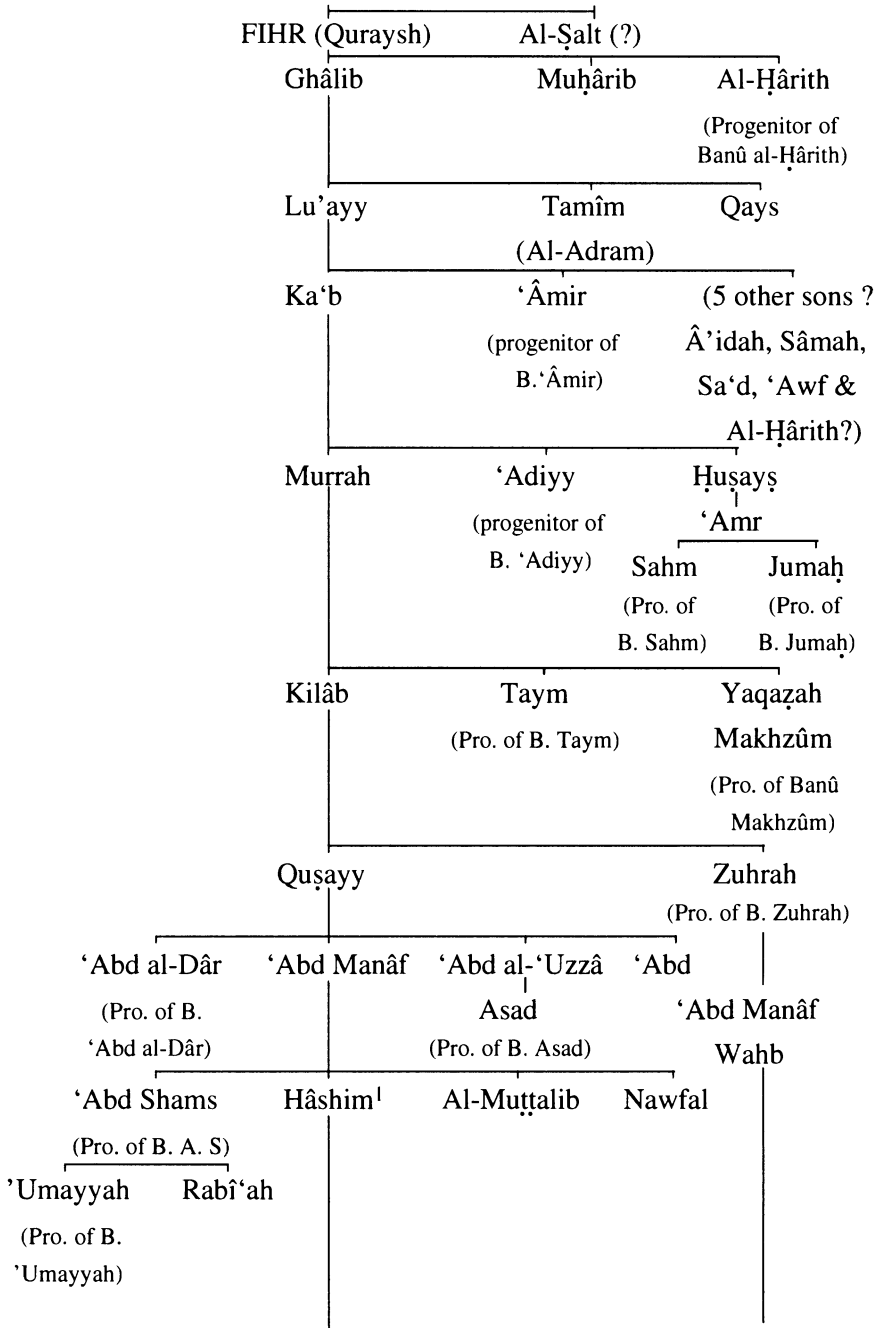 FIHR (Quraysh) Al-Ṣalt (?)
Ghâlib Muḥârib Al-Ḥârith
(Progenitor of
Banû al-Ḥârith)
Lu’ayy Tamîm Qays
(Al-Adram)
Ka‘b ‘Âmir (5 other sons ?
(progenitor of Â’idah, Sâmah,
B.‘Âmir) Sa‘d, ‘Awf &
Al-Ḥârith?)
Murrah ‘Adiyy Ḥuṣayṣ
(progenitor of ‘Amr
B. ‘Adiyy) Sahm Jumaḥ
(Pro. of (Pro. of
B. Sahm) B. Jumaḥ)
Kilâb Taym Yaqaẓah
(Pro. of B. Taym) Makhzûm
(Pro. of Banû
Makhzûm)
Quṣayy Zuhrah
(Pro. of B. Zuhrah)
‘Abd al-Dâr ‘Abd Manâf ‘Abd al-‘Uzzâ ‘Abd
(Pro. of B. Asad ‘Abd Manâf
‘Abd al-Dâr) (Pro. of B. Asad) Wahb
‘Abd Shams Hâshim¹ Al-Muṭṭalib Nawfal
(Pro. of B. A. S)
’Umayyah Rabî‘ah
(Pro. of B.
’Umayyah)